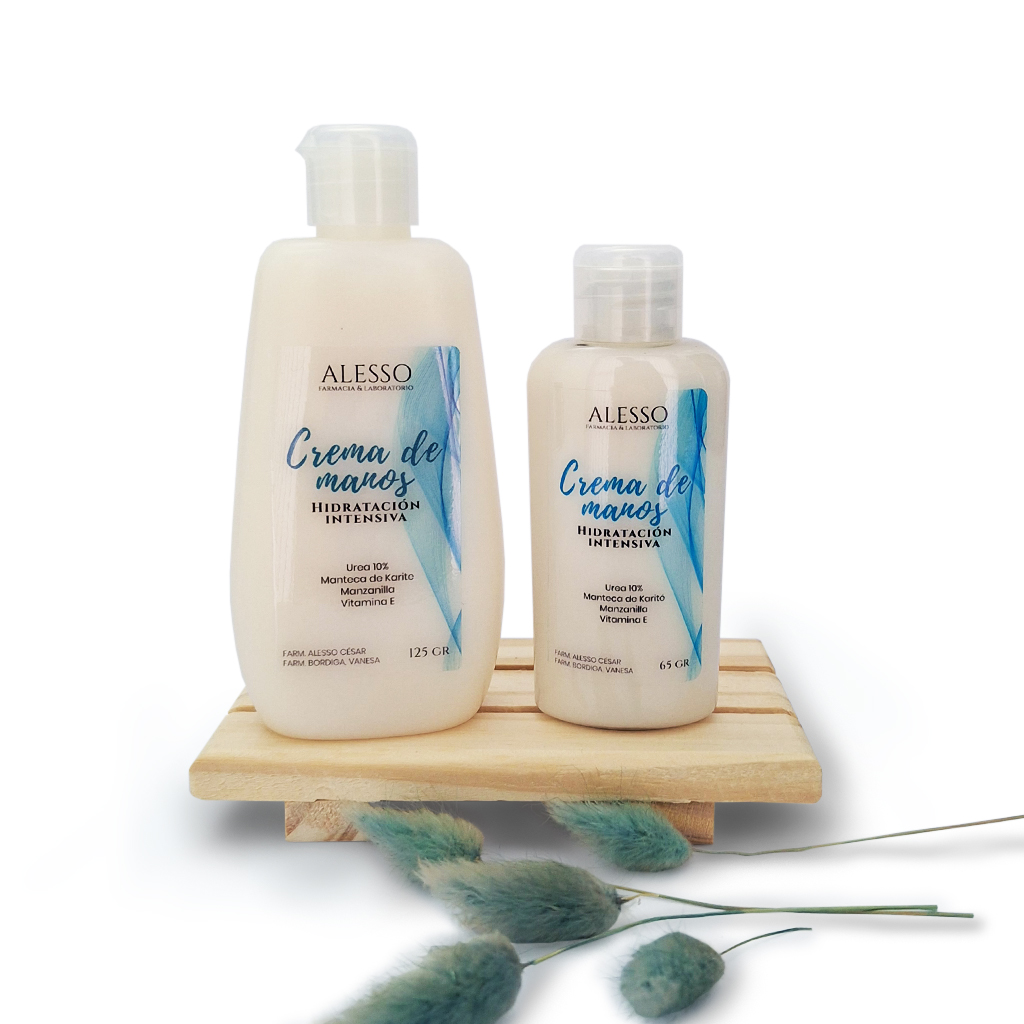 ALESSO
FARMACIA & LABORATORIO
Crema de
manos
HIDRATACIÓN
INTENSIVA
Urea 10%
Manteca de Karite
Manzanilla
Vitamina E
FARM. ALESSO CÉSAR
FARM. BORDIGA, VANESA
125 GR
ALESSO
FARMACIA & LABORATORIO
Crema de
manos
HIDRATACIÓN
INTENSIVA
Urea 10%
Manteca de Karité
Manzanilla
Vitamina E
FARM. ALESSO CÉSAR
FARM. BORDIGA, VANESA
65 GR